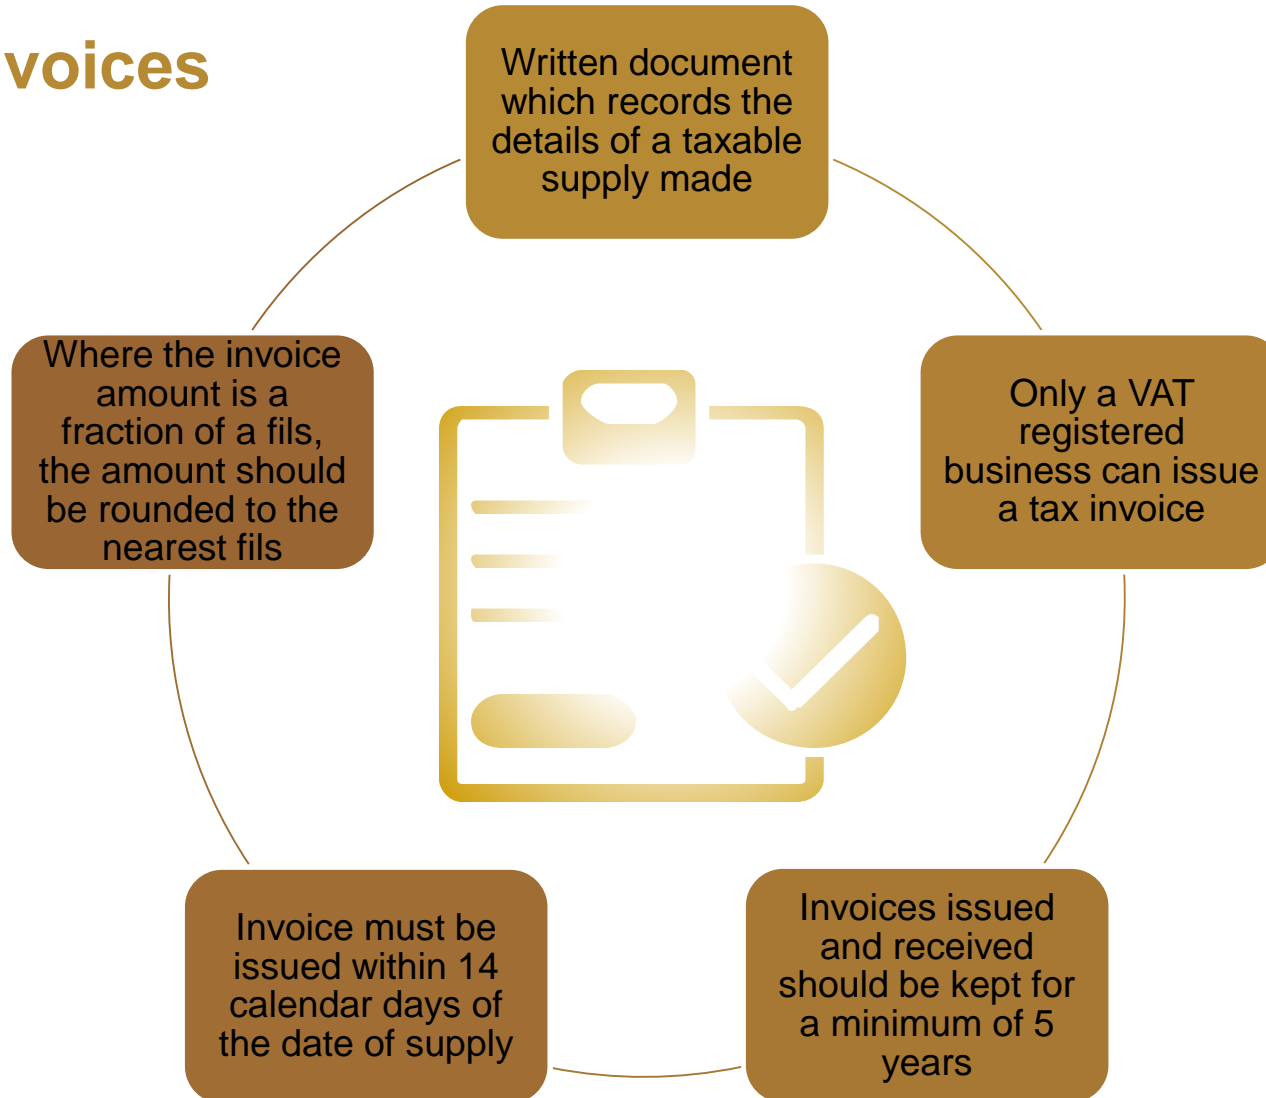 voices
Written document
which records the
details of a taxable
supply made
Only a VAT
registered
business can issue
a tax invoice
Invoices issued
and received
should be kept for
a minimum of 5
years
Invoice must be
issued within 14
calendar days of
the date of supply
Where the invoice
amount is a
fraction of a fils,
the amount should
be rounded to the
nearest fils